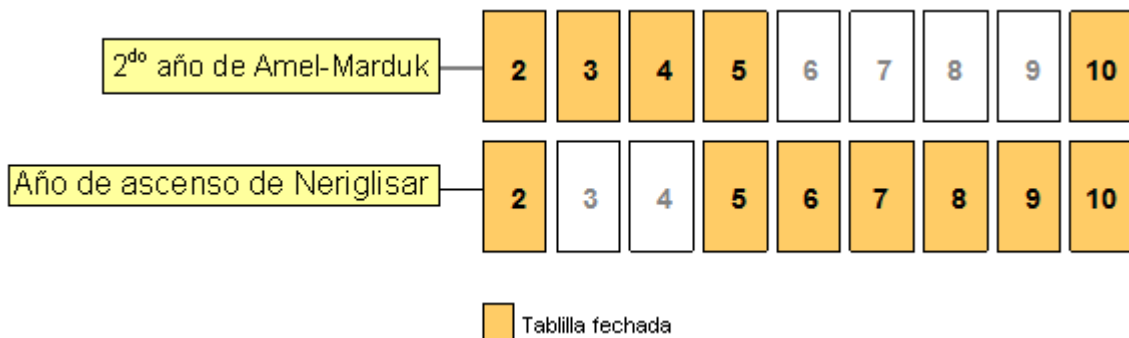 2do año de Amel-Marduk 2 3 4 5 6 7 8 9 10
Año de ascenso de Neriglisar 2 3 4 5 6 7 8 9 10
Tablilla fechada